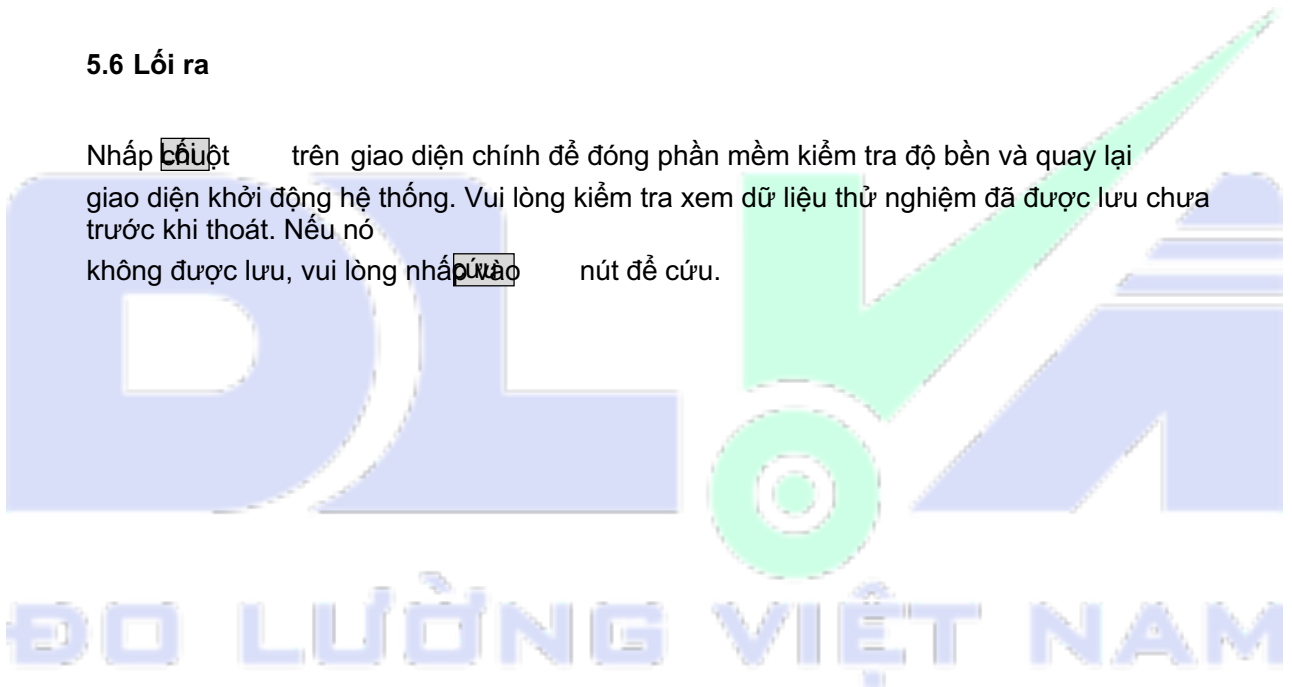 5.6 Lối ra
Nhấp chuột Lối trên giao diện chính để đóng phần mềm kiểm tra độ bền và quay lại
giao diện khởi động hệ thống. Vui lòng kiểm tra xem dữ liệu thử nghiệm đã được lưu chưa
trước khi thoát. Nếu nó
không được lưu, vui lòng nhấp vào cứu nút để cứu.
ĐLVN
ĐO LƯỜNG VIỆT NAM